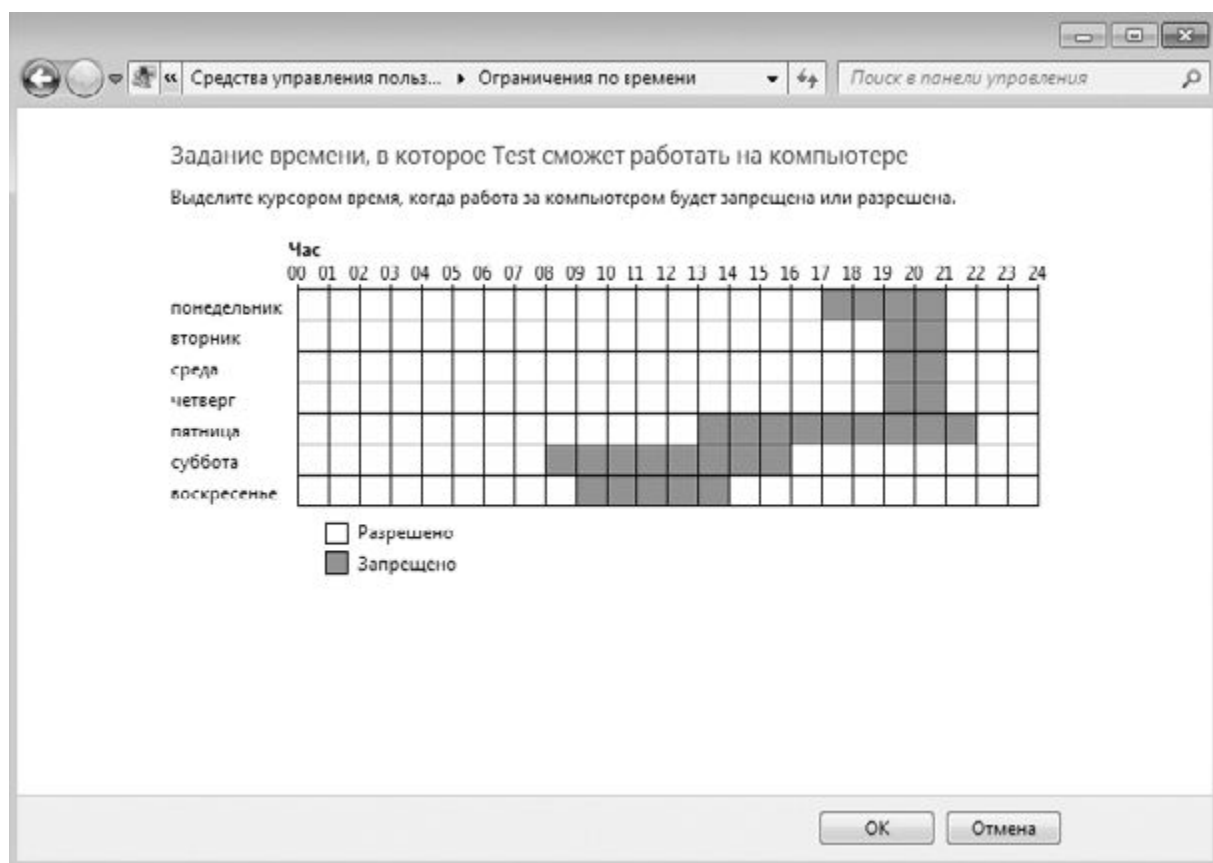 « Средства управления польз... ▸ Ограничения по времени
Поиск в панели управления
Задание времени, в которое Test сможет работать на компьютере
Выделите курсором время, когда работа за компьютером будет запрещена или разрешена.
Час
00 01 02 03 04 05 06 07 08 09 10 11 12 13 14 15 16 17 18 19 20 21 22 23 24
понедельник
вторник
среда
четверг
пятница
суббота
воскресенье
Разрешено
Запрещено
ОК Отмена